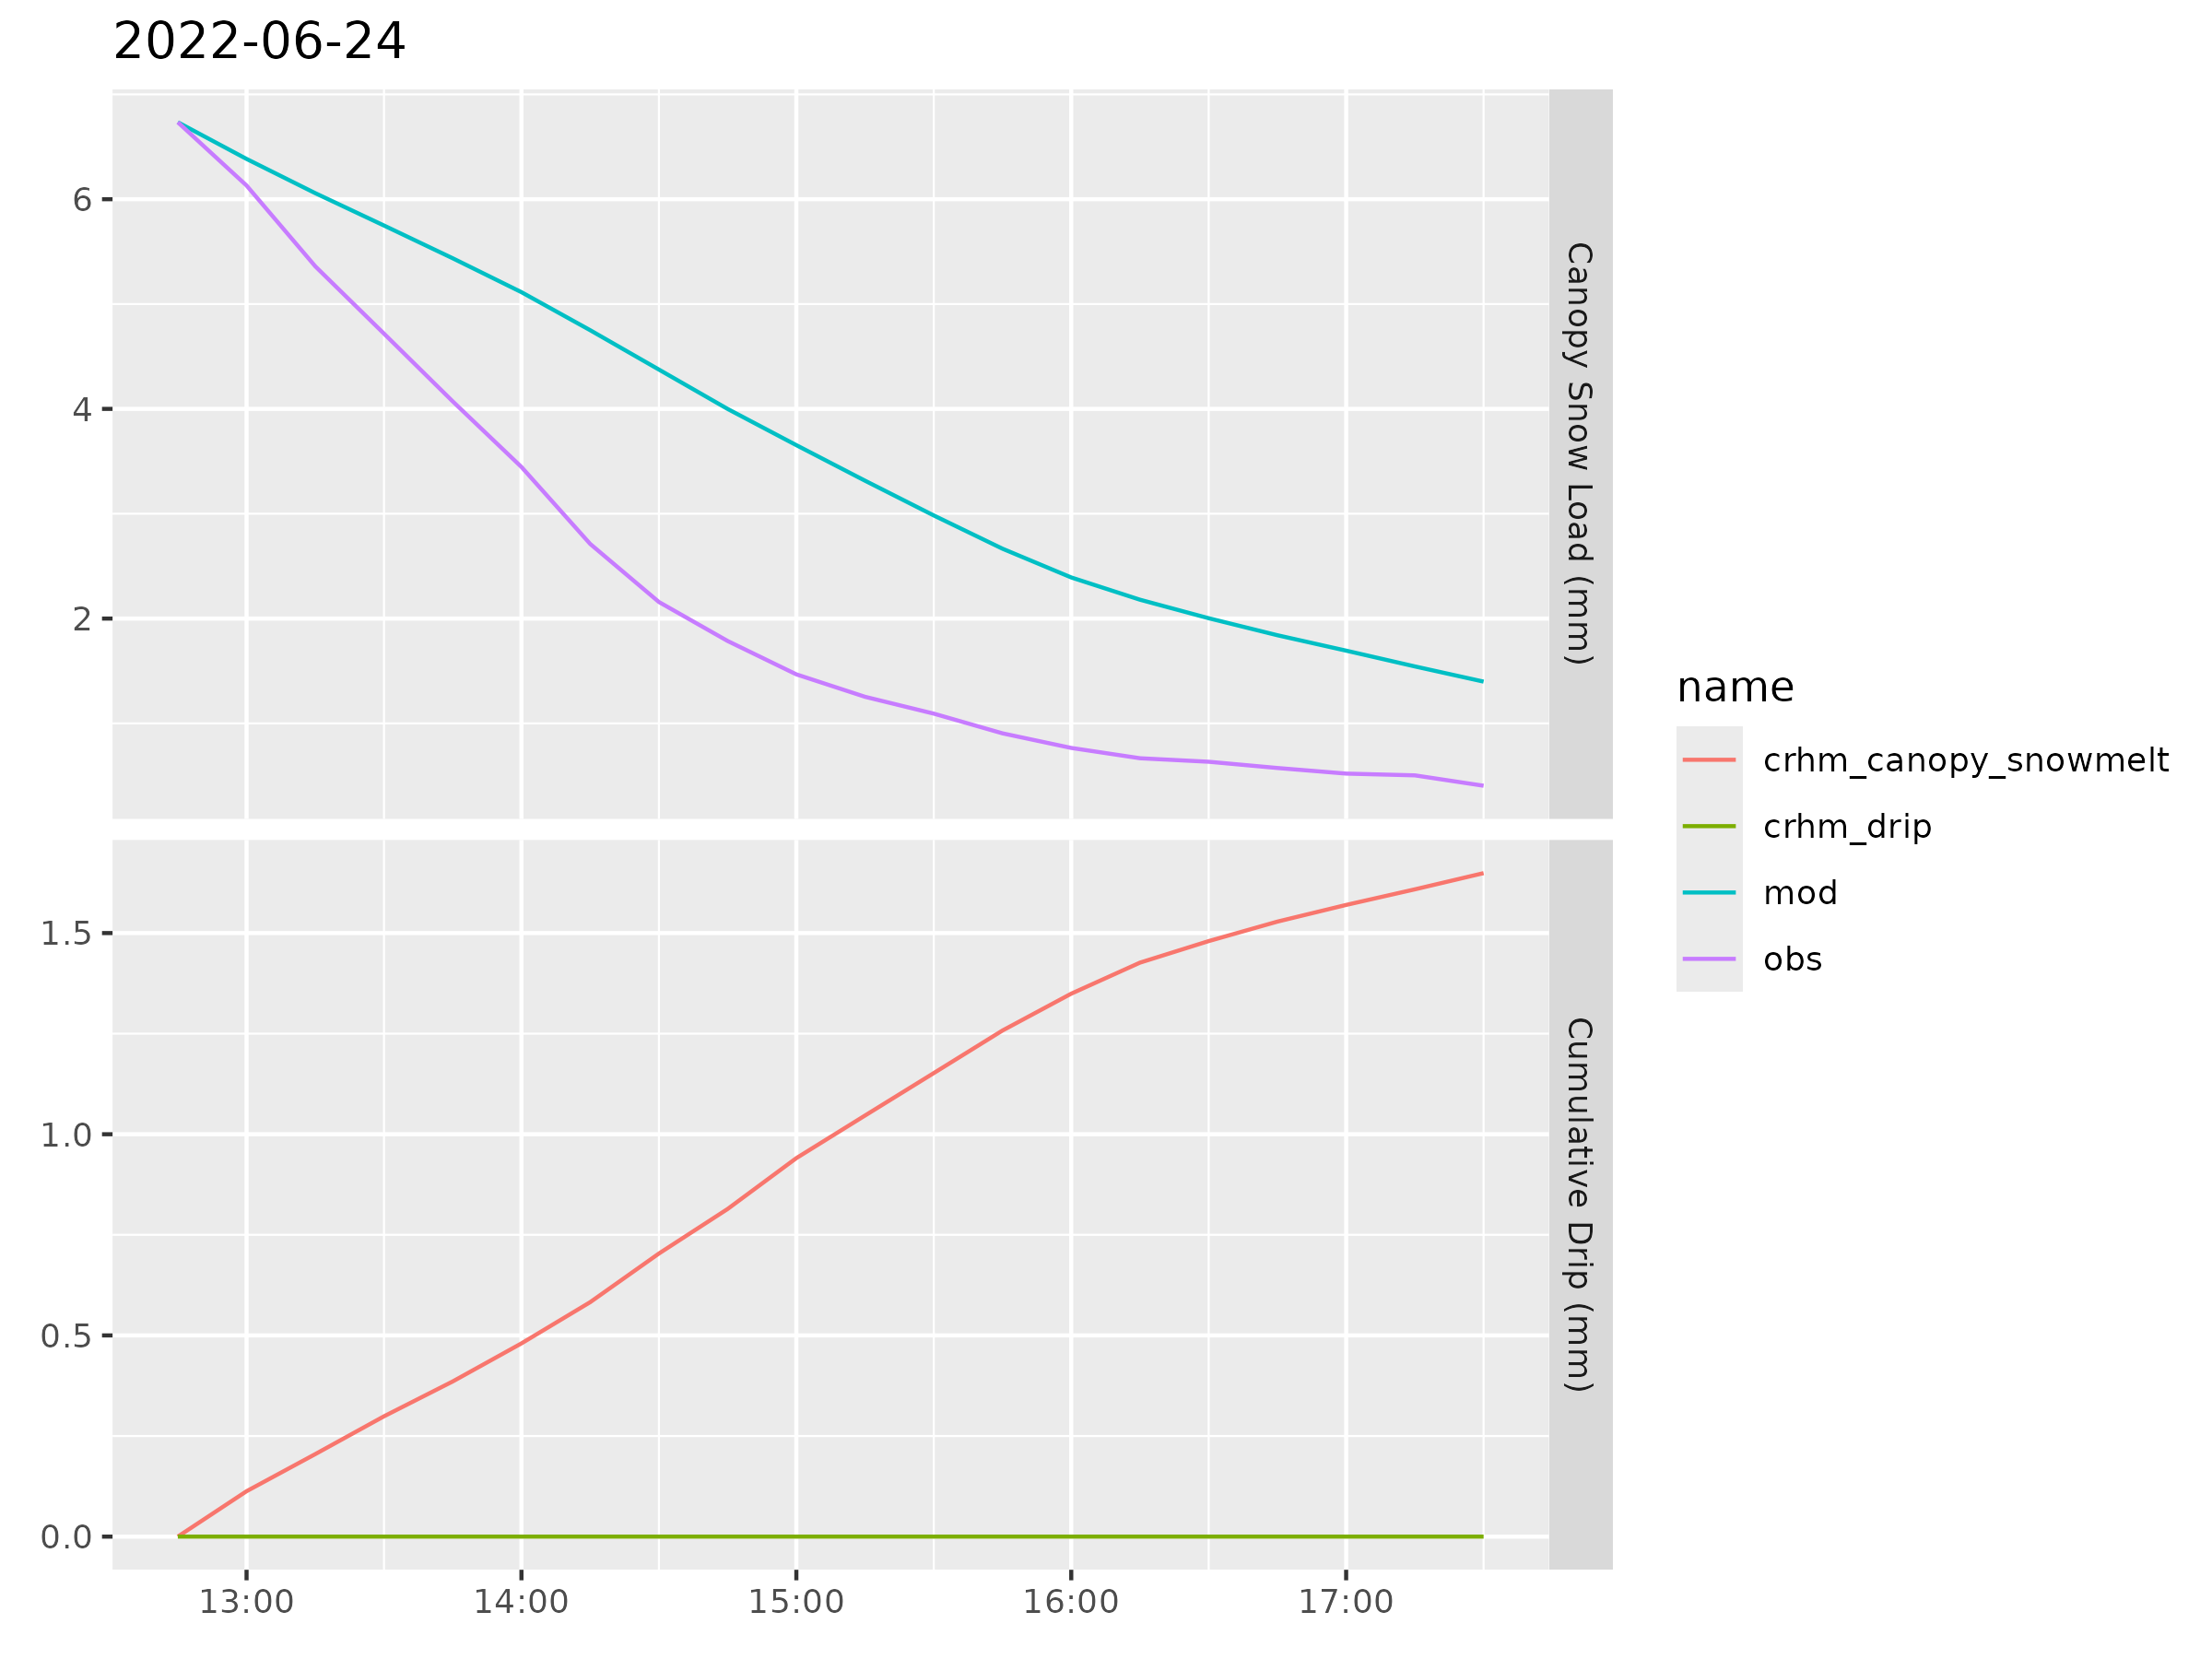 2022-06-24
6
4
2
Canopy Snow Load (mm)
1.5
1.0
0.5
0.0
Cumulative Drip (mm)
13:00 14:00 15:00 16:00 17:00
name
crhm_canopy_snowmelt
crhm_drip
mod
obs